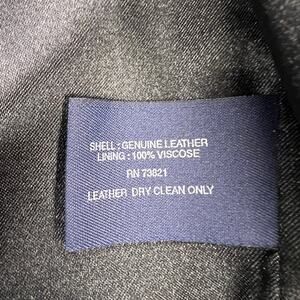 SHELL : GENUINE LEATHER
LINING : 100% VISCOSE
RN 73821
LEATHER DRY CLEAN ONLY